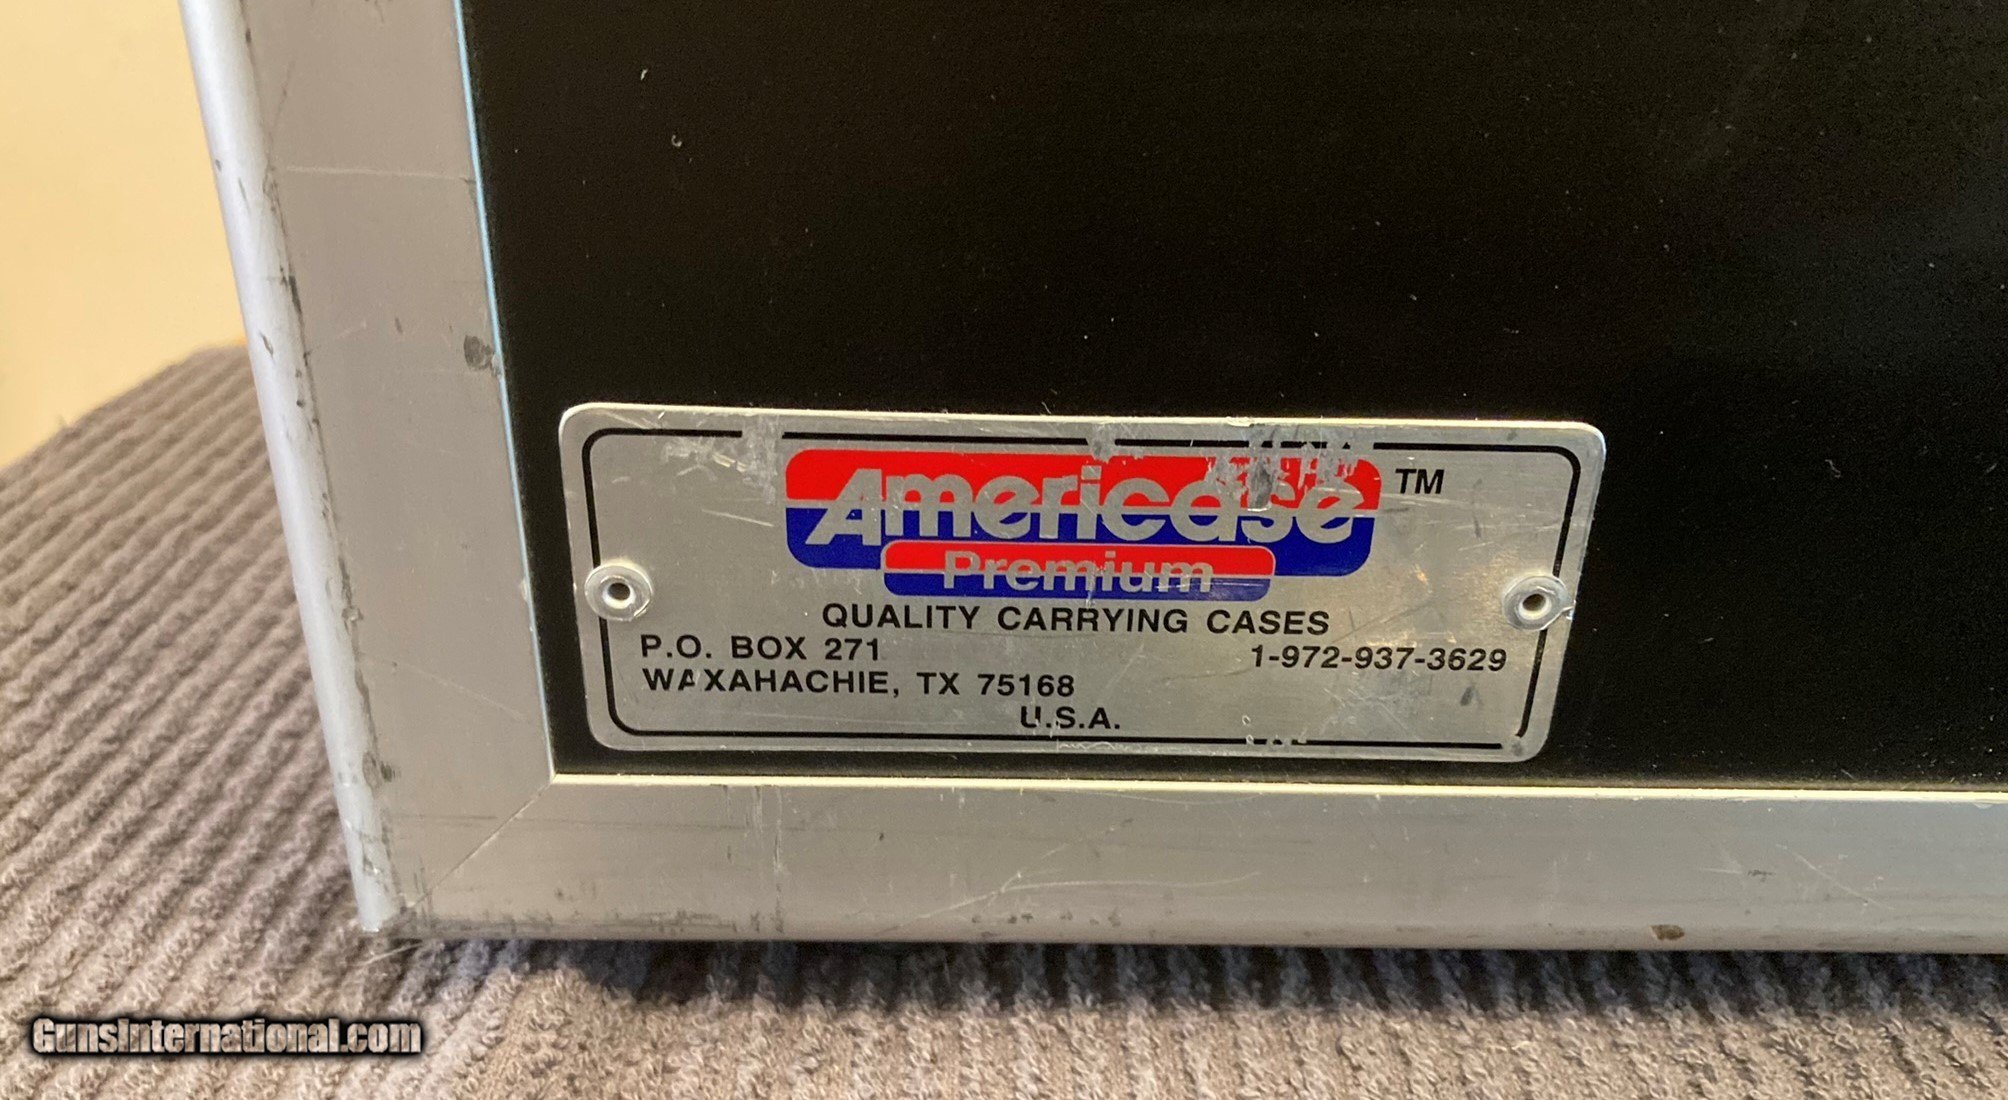 Americase TM
Premium
QUALITY CARRYING CASES
P.O. BOX 271
1-972-937-3629
WAXAHACHIE, TX 75168
U.S.A.
GunsInternational.com